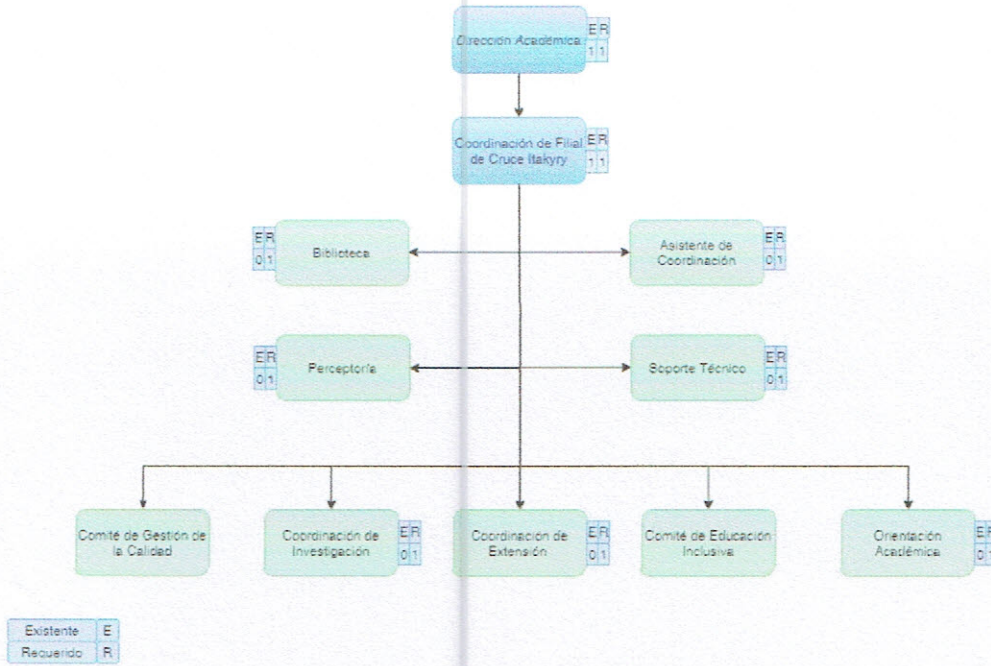 Dirección Académica
E R
1 1
Coordinación de Filial
de Cruce Itakyry
E R
1 1
E R
0 1
Biblioteca
Asistente de
Coordinación
E R
0 1
E R
0 1
Perceptoría
Soporte Técnico
E R
0 1
Comité de Gestión de
la Calidad
Coordinación de
Investigación
E R
0 1
Coordinación de
Extensión
E R
0 1
Comité de Educación
Inclusiva
Orientación
Académica
E R
0 1
Existente E
Requerido R